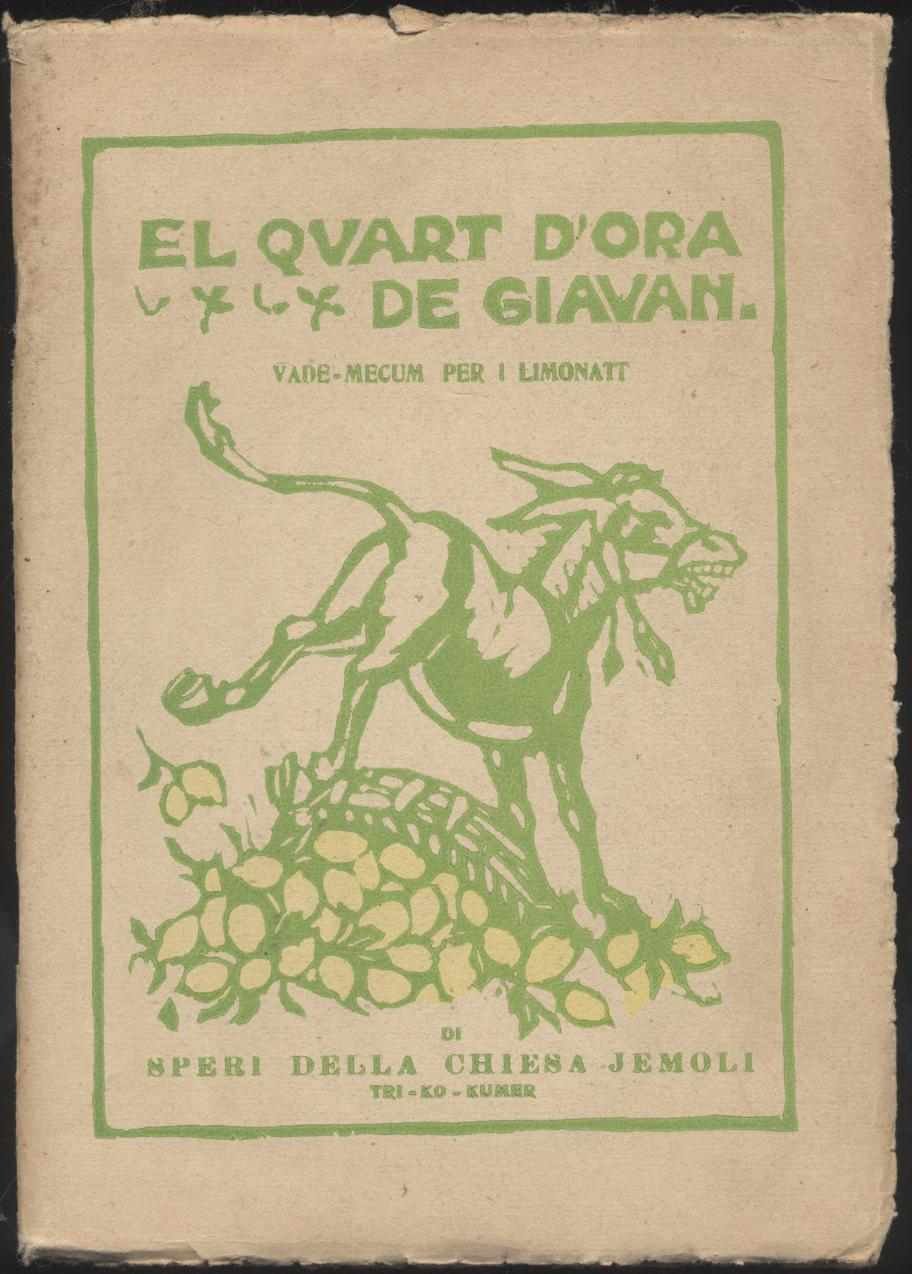 EL QVART D'ORA
DE GIAVAN.
VADE-MECUM PER I LIMONATT
DI
SPERI DELLA CHIESA JEMOLI
TRI-KO-KUMER